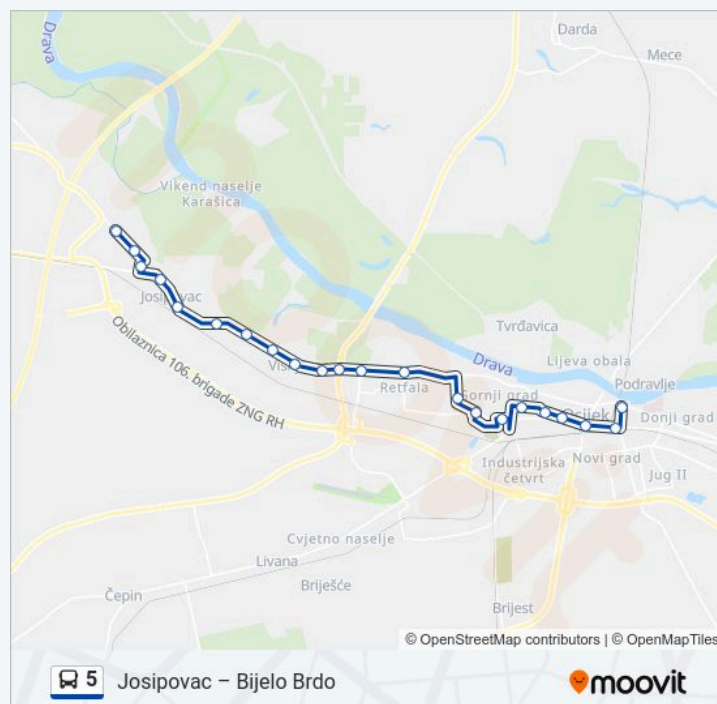 Drava
Darda
Mece
Vikend naselje
Karašica
Josipovac
Obilaznica 106. brigade ZNG RH
Tvrđavica
Lijeva obala
Drava
Podravlje
Retfala
Gornji grad
Osijek
Donji grad
Novi grad
Industrijska
četvrt
Jug II
Cvjetno naselje
Livana
Čepin
Briješće
Brijest
© OpenStreetMap contributors | © OpenMapTiles
5 Josipovac – Bijelo Brdo
moovit